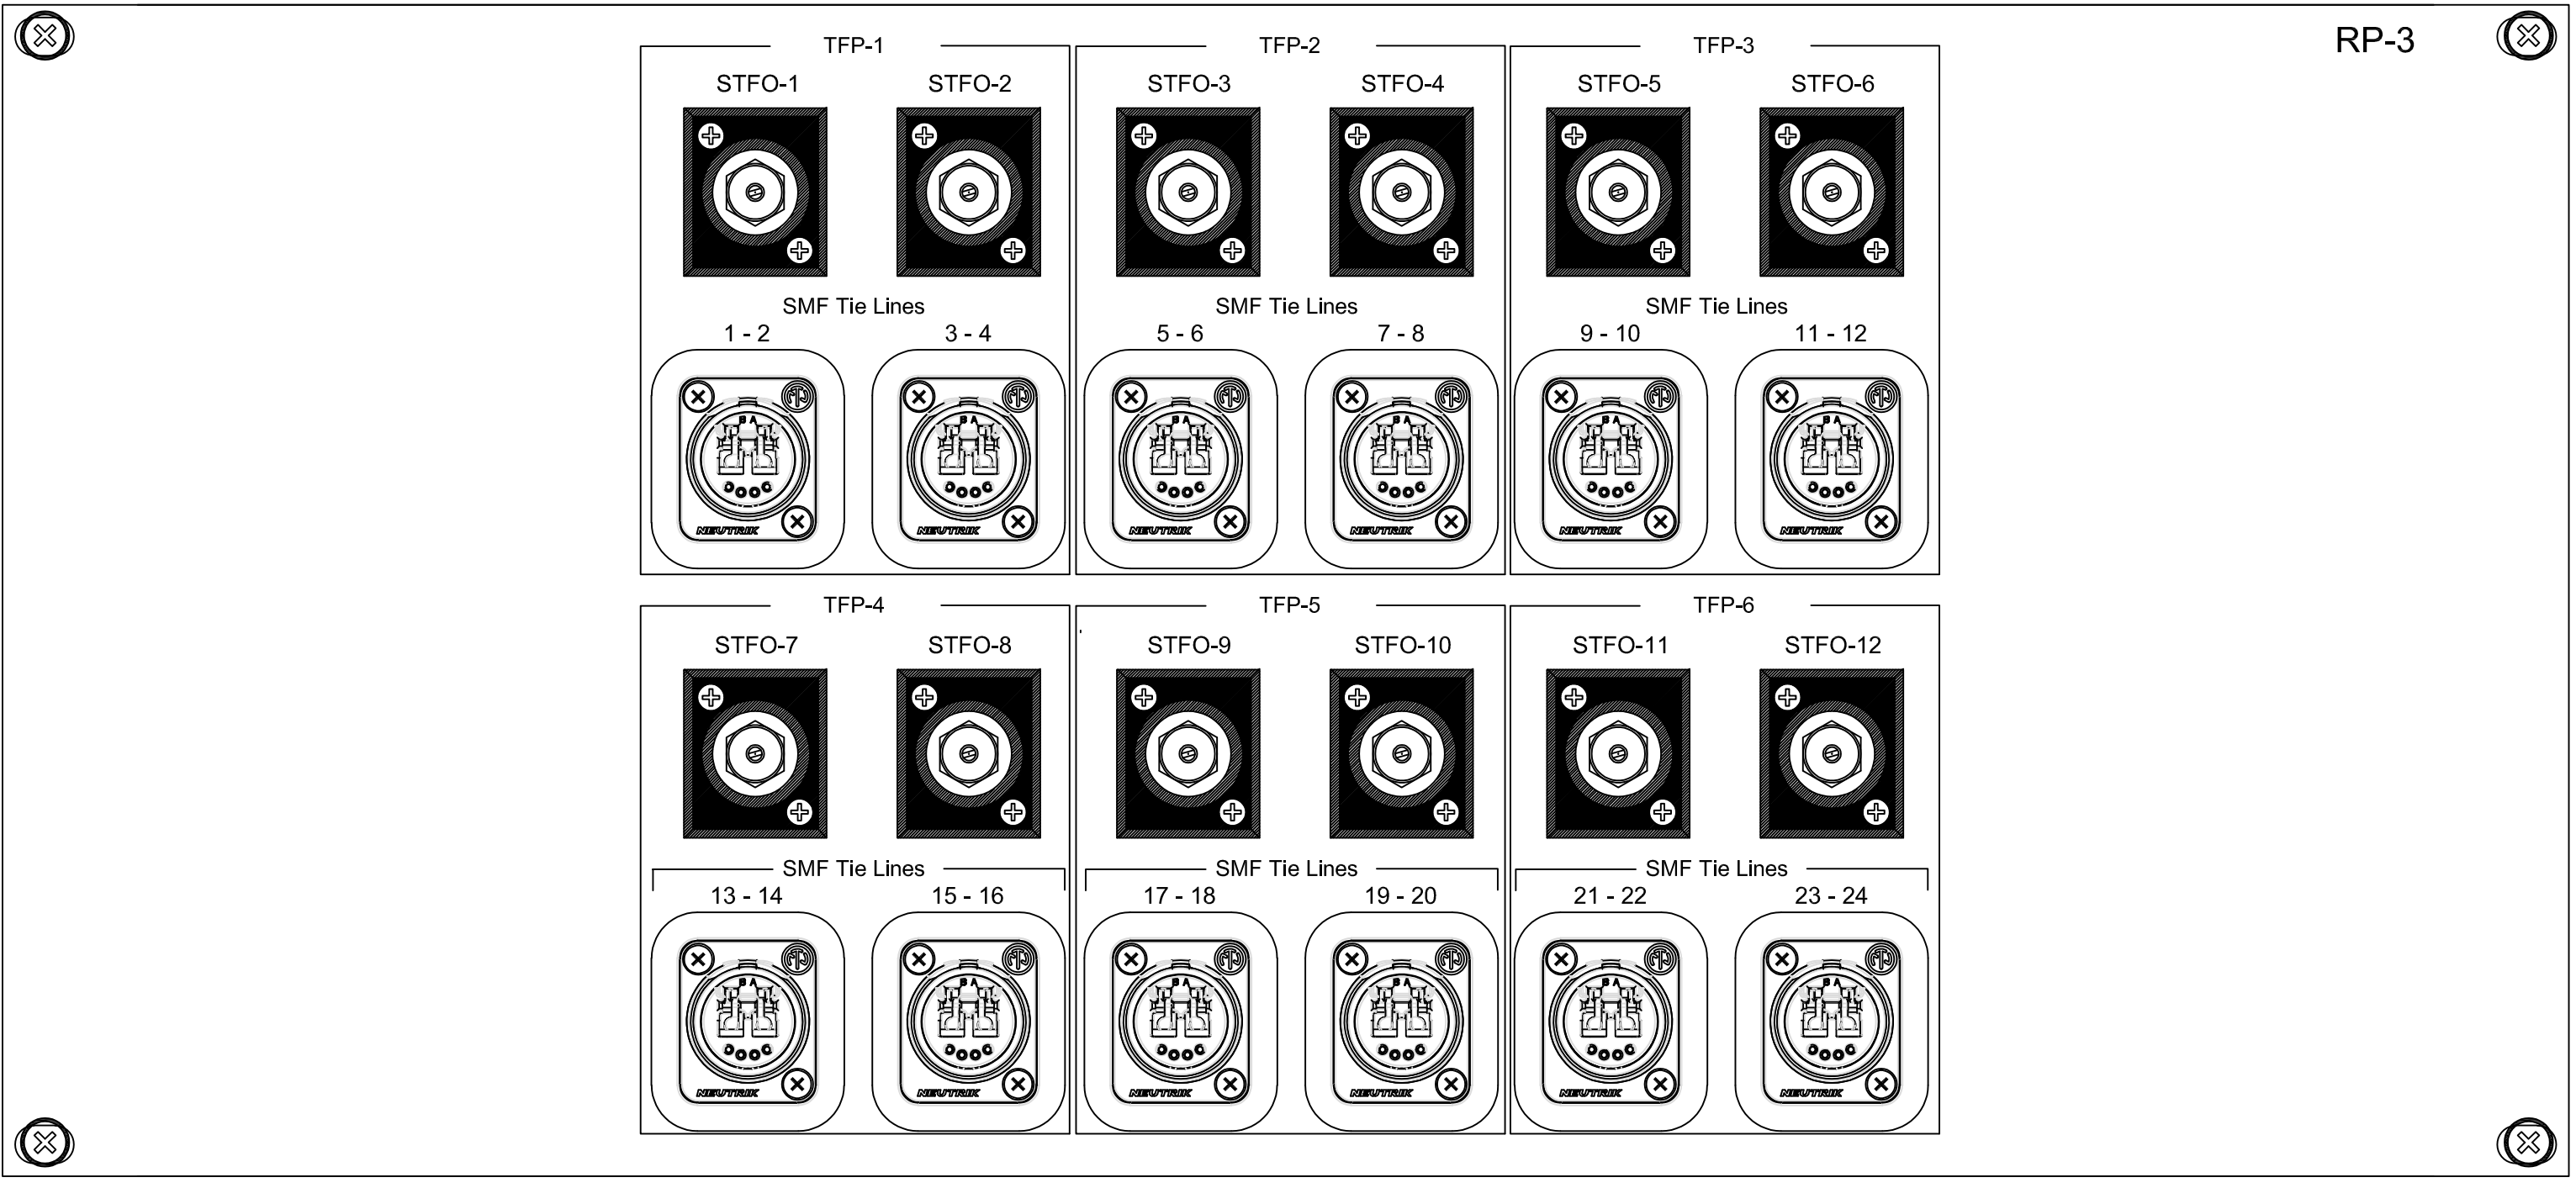 RP-3
TFP-1 TFP-2 TFP-3
STFO-1 STFO-2 STFO-3 STFO-4 STFO-5 STFO-6
SMF Tie Lines SMF Tie Lines SMF Tie Lines
1 - 2 3 - 4 5 - 6 7 - 8 9 - 10 11 - 12
B A B A B A B A B A B A
NEUTRIK NEUTRIK NEUTRIK NEUTRIK NEUTRIK NEUTRIK
TFP-4 TFP-5 TFP-6
STFO-7 STFO-8 STFO-9 STFO-10 STFO-11 STFO-12
SMF Tie Lines SMF Tie Lines SMF Tie Lines
13 - 14 15 - 16 17 - 18 19 - 20 21 - 22 23 - 24
B A B A B A B A B A B A
NEUTRIK NEUTRIK NEUTRIK NEUTRIK NEUTRIK NEUTRIK